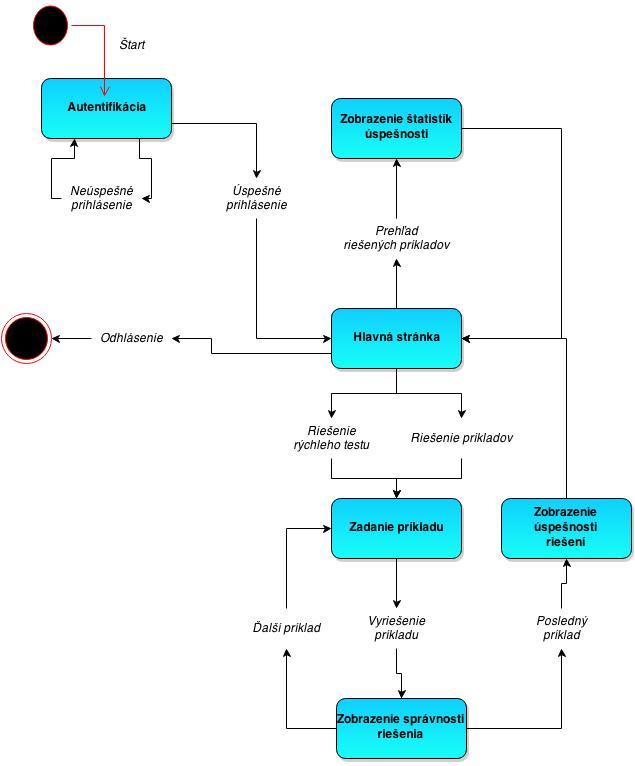 Štart
Autentifikácia
Neúspešné
prihlásenie
Úspešné
prihlásenie
Zobrazenie štatistík
úspešnosti
Prehľad
riešených príkladov
Hlavná stránka
Odhlásenie
Riešenie
rýchleho testu
Riešenie príkladov
Zadanie príkladu
Zobrazenie
úspešnosti
riešení
Ďalší príklad
Vyriešenie
príkladu
Posledný
príklad
Zobrazenie správnosti
riešenia